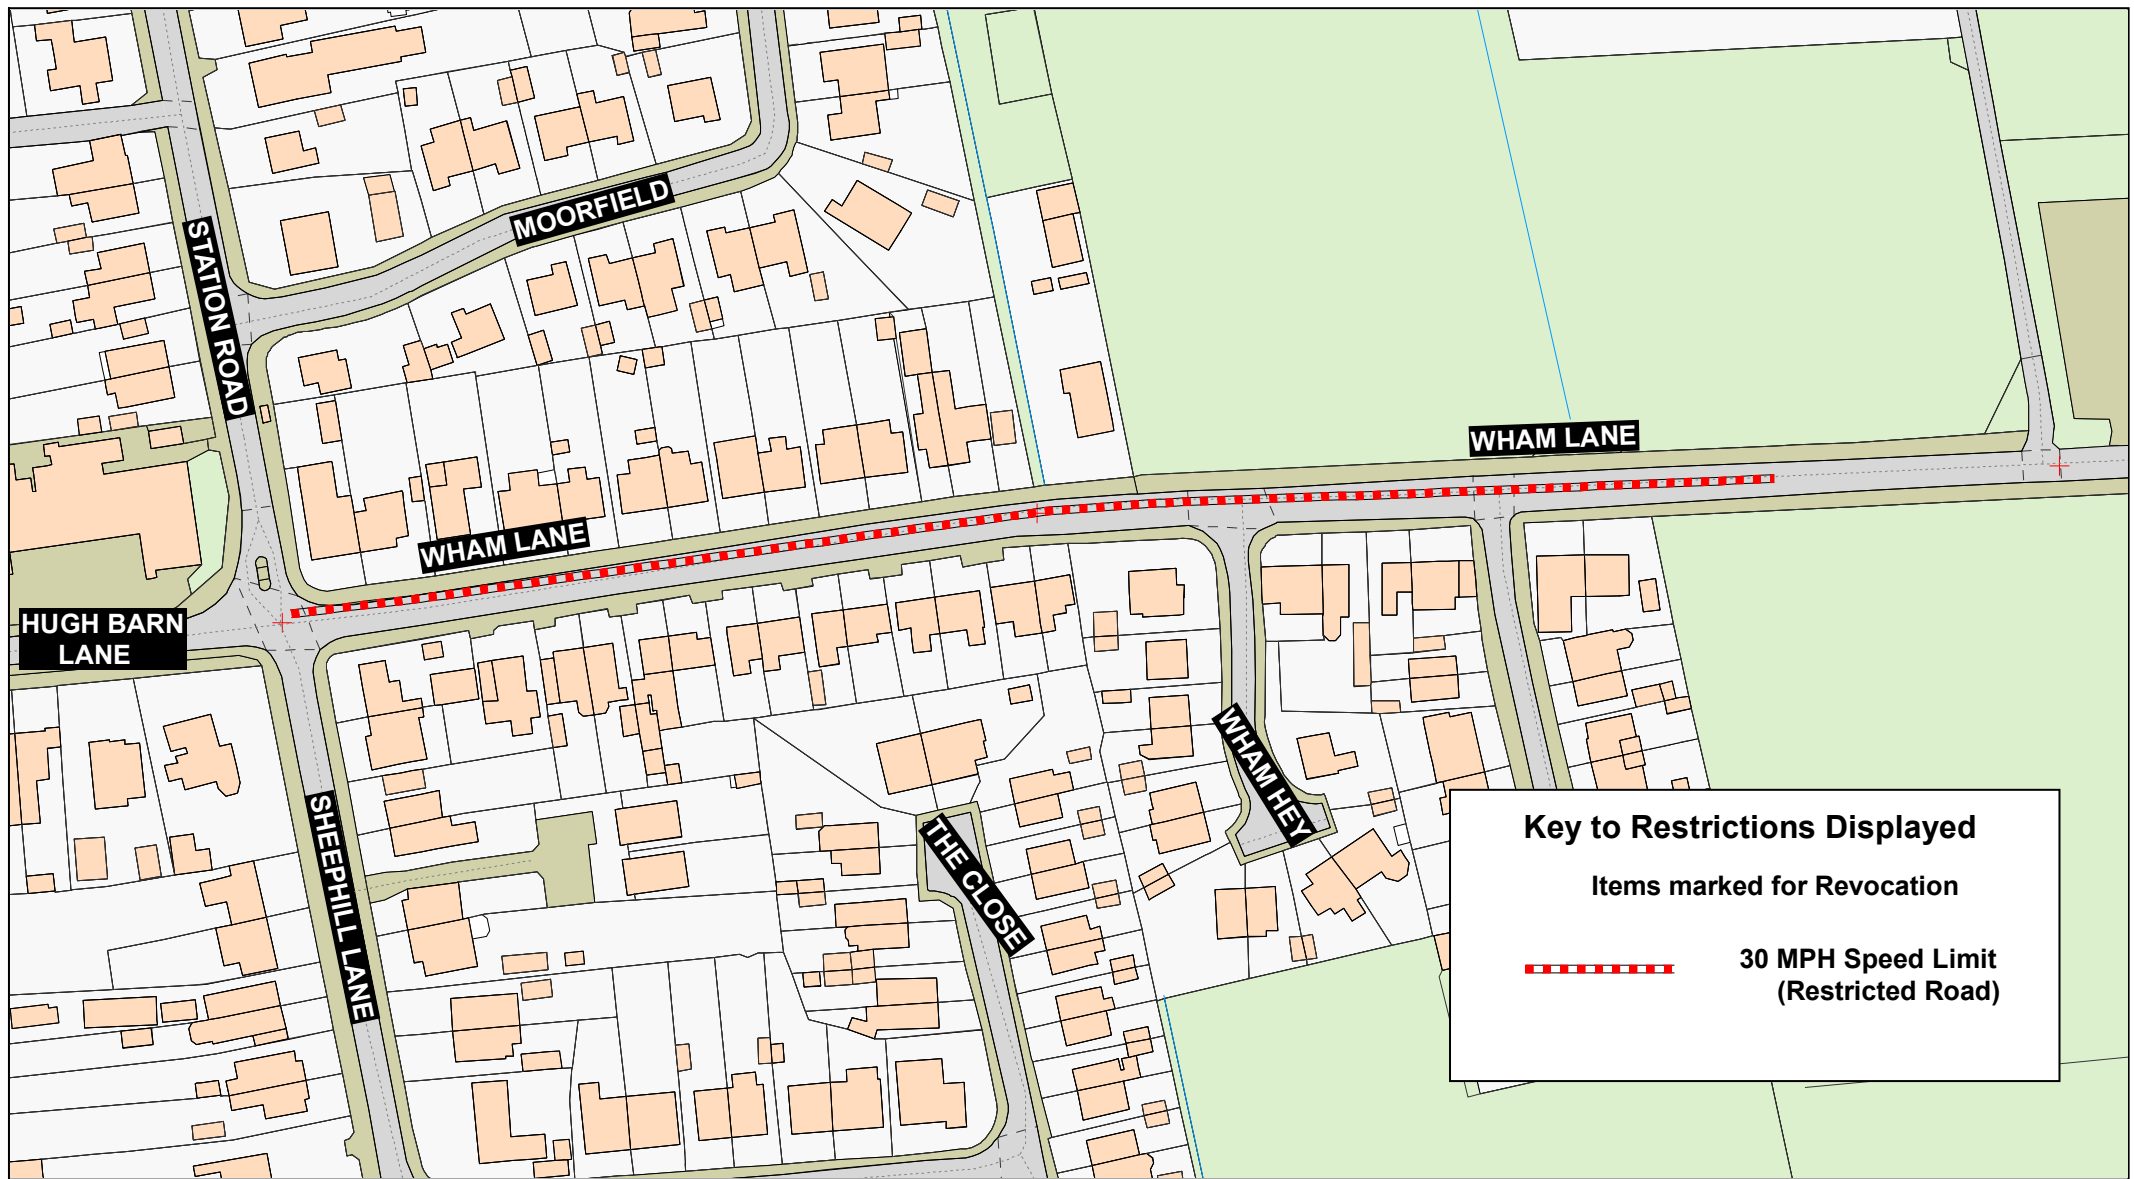 MOORFIELD
STATION ROAD
WHAM LANE
WHAM LANE
HUGH BARN
LANE
WHAM HEY
SHEEPHILL LANE
THE CLOSE
Key to Restrictions Displayed
Items marked for Revocation
30 MPH Speed Limit
(Restricted Road)